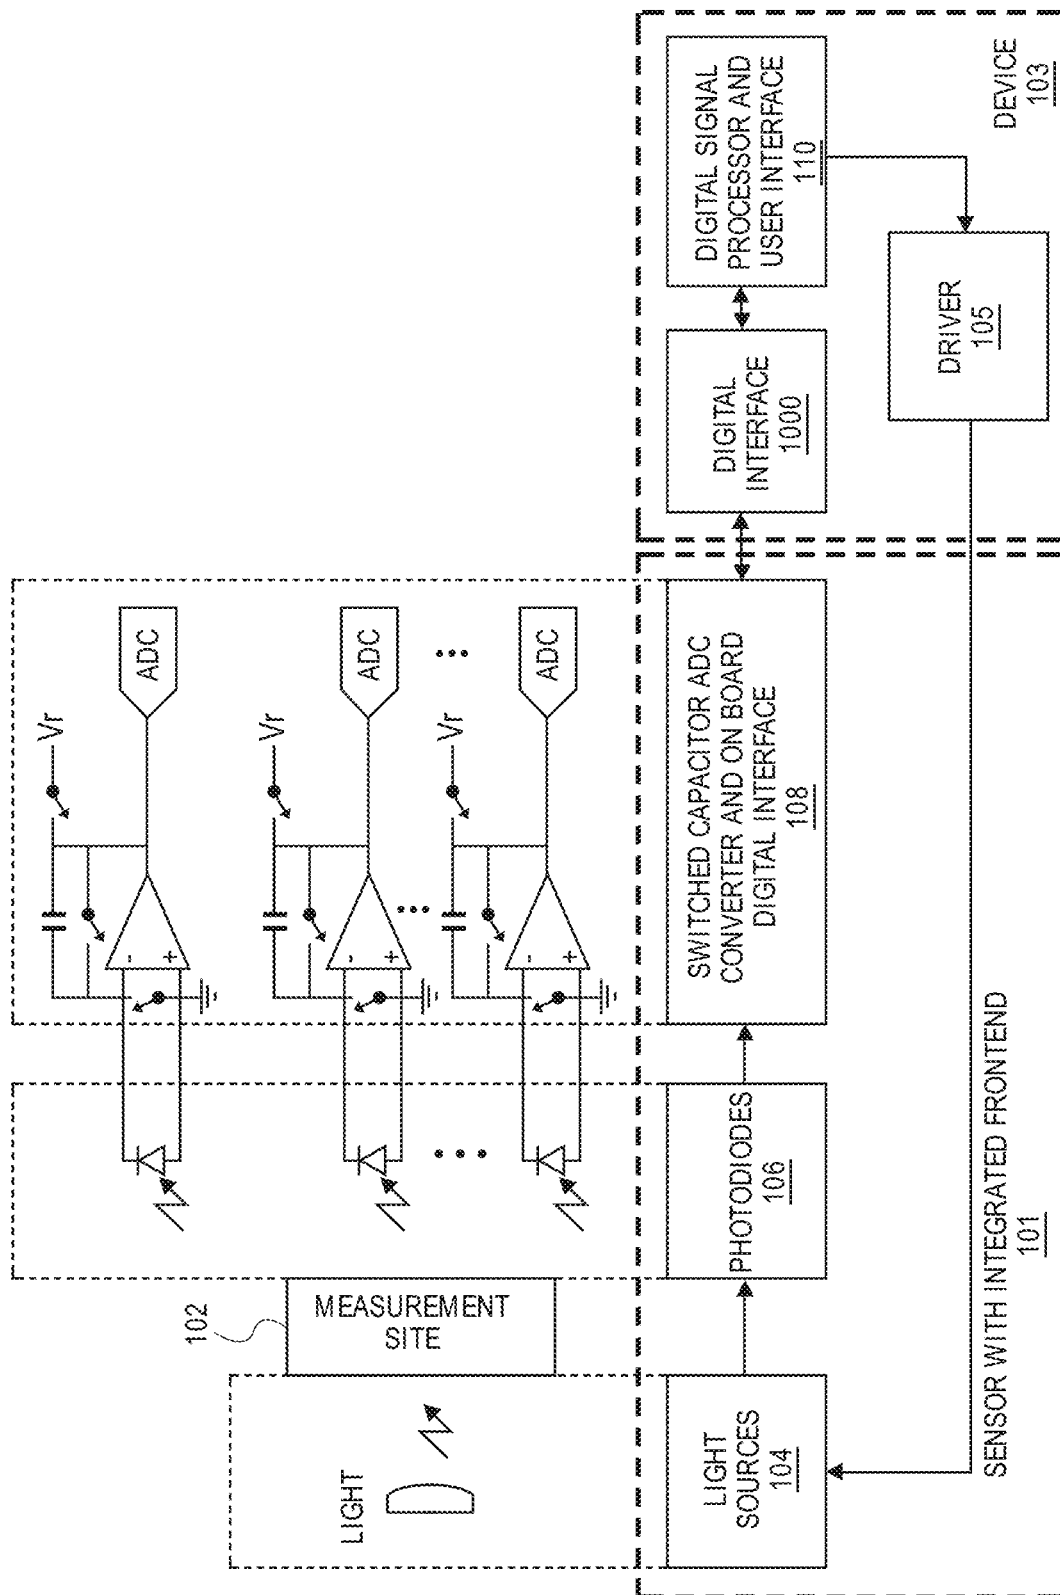 LIGHT
102
MEASUREMENT
SITE
Vr
ADC
-
+
Vr
ADC
-
+
Vr
ADC
-
+
LIGHT
SOURCES
104
PHOTODIODES
106
SWITCHED CAPACITOR ADC
CONVERTER AND ON BOARD
DIGITAL INTERFACE
108
DIGITAL
INTERFACE
1000
DIGITAL SIGNAL
PROCESSOR AND
USER INTERFACE
110
DRIVER
105
SENSOR WITH INTEGRATED FRONTEND
101
DEVICE
103